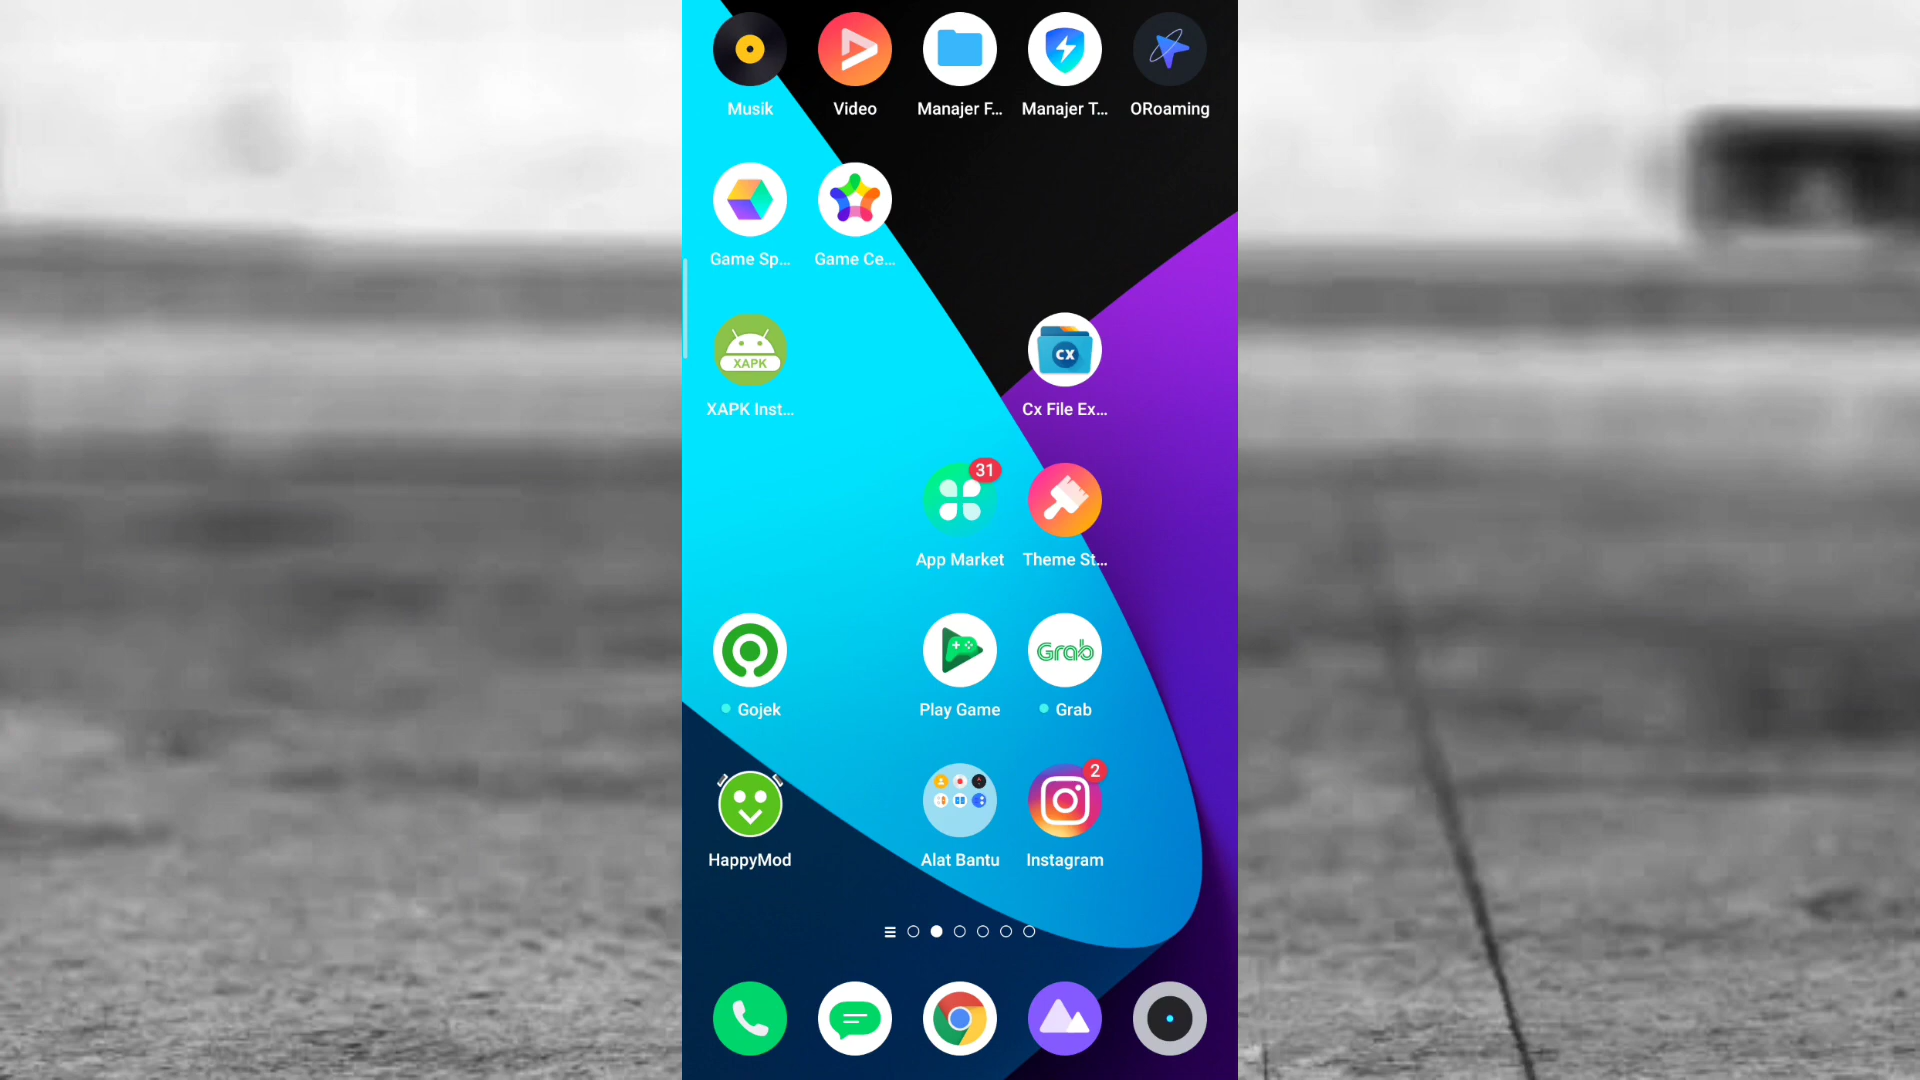 Musik
Video
Manajer F...
Manajer T...
ORoaming
Game Sp...
Game Ce...
XAPK
XAPK Inst...
CX
Cx File Ex...
31
App Market
Theme St...
Grab
Gojek
Play Game
Grab
2
HappyMod
Alat Bantu
Instagram